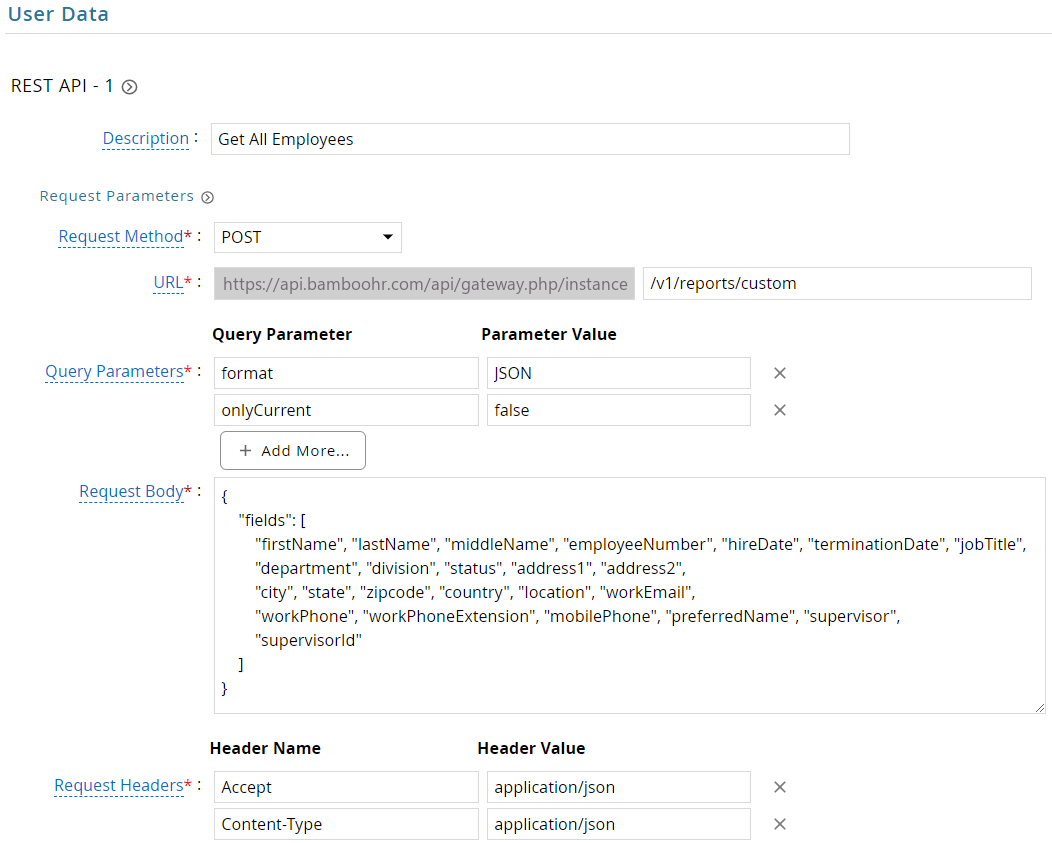 User Data
REST API - 1
Description :
Get All Employees
Request Parameters
Request Method* :
POST
URL* :
https://api.bamboohr.com/api/gateway.php/instance
/v1/reports/custom
Query Parameter Parameter Value
Query Parameters* :
format JSON
onlyCurrent false
+ Add More...
Request Body* :
{
"fields": [
"firstName", "lastName", "middleName", "employeeNumber", "hireDate", "terminationDate", "jobTitle",
"department", "division", "status", "address1", "address2",
"city", "state", "zipcode", "country", "location", "workEmail",
"workPhone", "workPhoneExtension", "mobilePhone", "preferredName", "supervisor",
"supervisorId"
]
}
Header Name Header Value
Request Headers* :
Accept application/json
Content-Type application/json